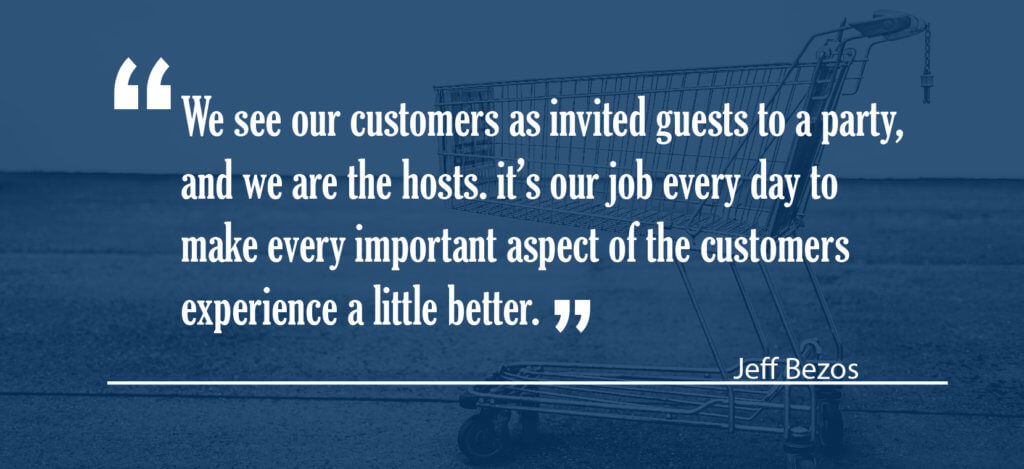 “We see our customers as invited guests to a party,
and we are the hosts. it’s our job every day to
make every important aspect of the customers
experience a little better.”
Jeff Bezos